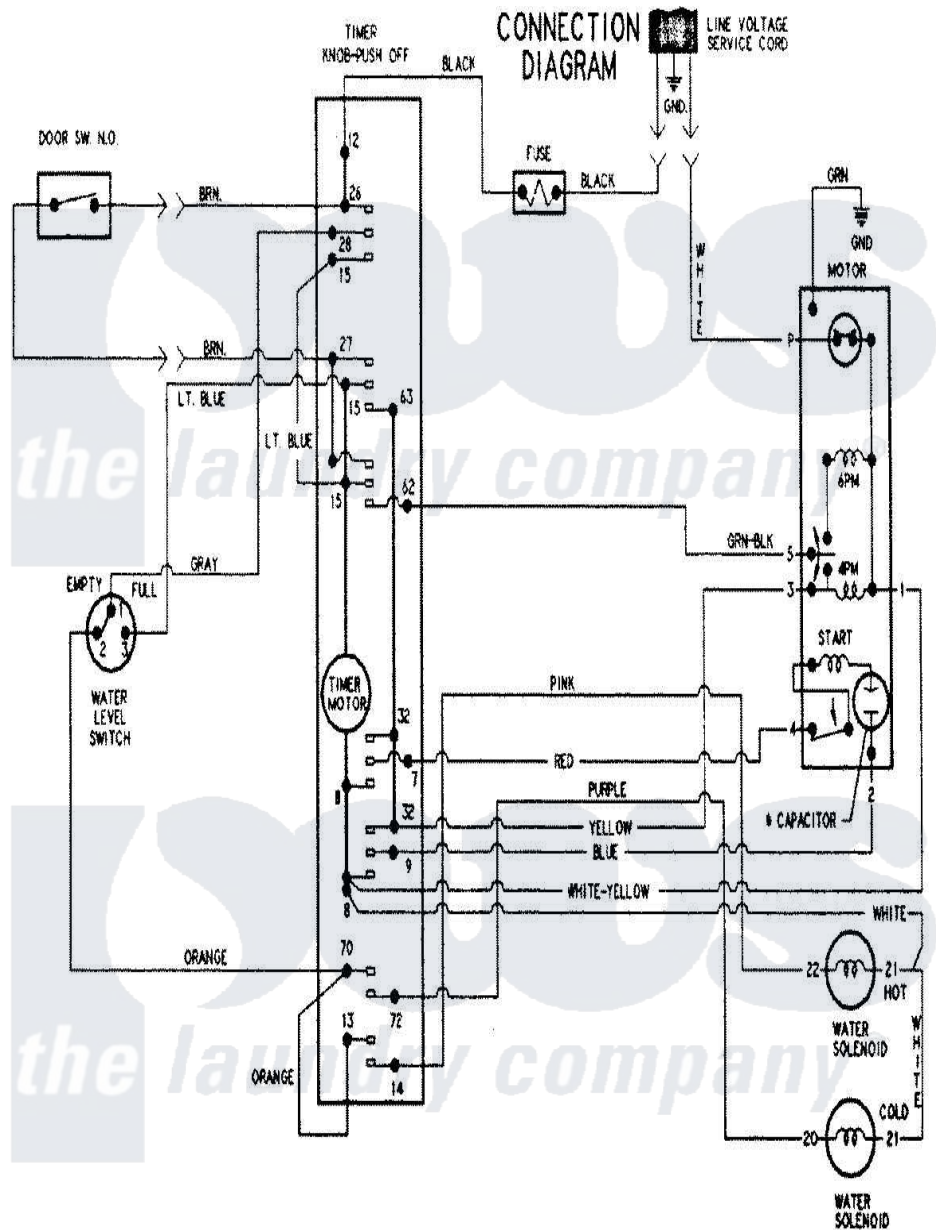 CONNECTION
DIAGRAM
LINE VOLTAGE
SERVICE CORD
TIMER
KNOB-PUSH OFF
BLACK
GND.
DOOR SW. N.O.
12
FUSE
BLACK
GRN
BRN.
26
28
15
GND
MOTOR
WHITE
P
BRN.
27
LT. BLUE
15
63
LT. BLUE
6PM
15
62
GRN-BLK
5
GRAY
EMPTY
FULL
4PM
3
1
1
2
3
START
WATER
LEVEL
SWITCH
TIMER
MOTOR
PINK
32
4
RED
7
8
PURPLE
2
32
YELLOW
* CAPACITOR
BLUE
9
WHITE-YELLOW
8
WHITE
ORANGE
70
22
21
HOT
72
WATER
SOLENOID
WHITE
13
ORANGE
14
COLD
20
21
WATER
SOLENOID
pws
the laundry company
pws
the laundry company